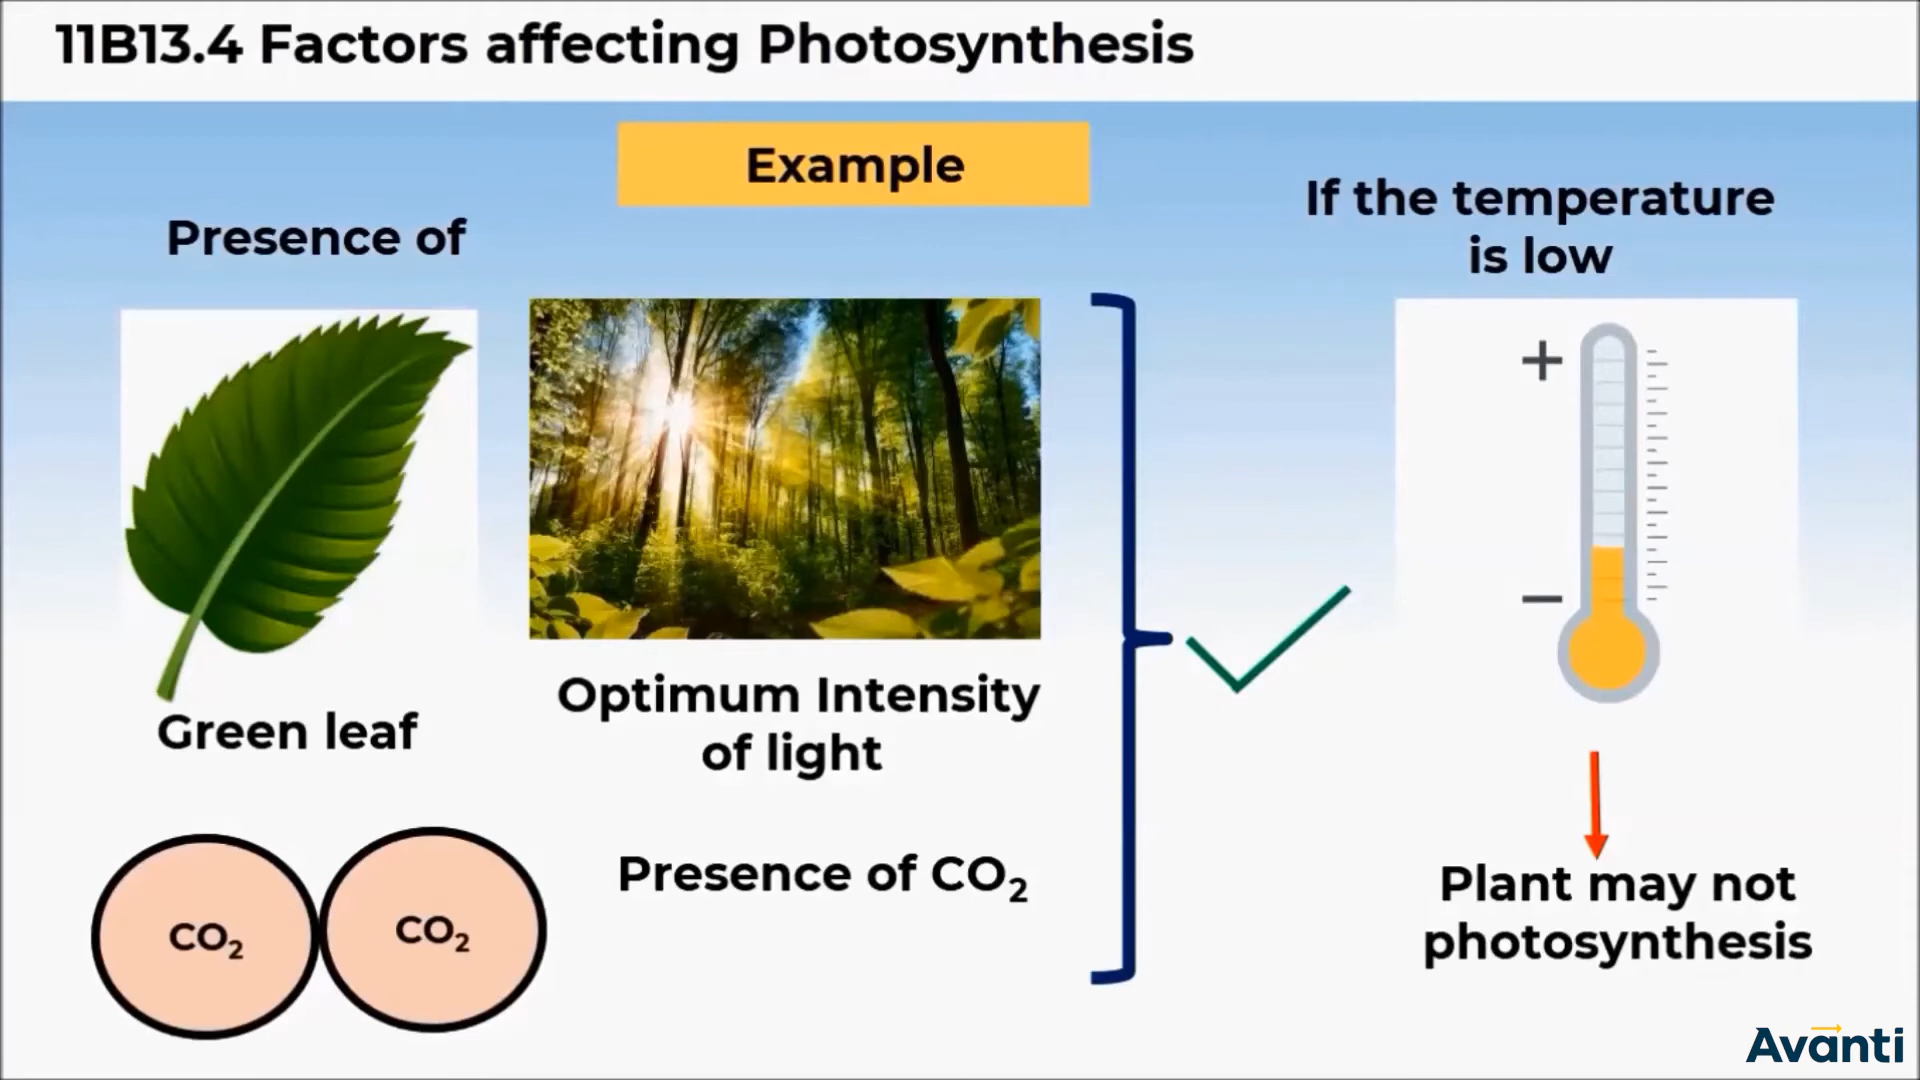 11B13.4 Factors affecting Photosynthesis
Example
Presence of
Green leaf
Optimum Intensity
of light
CO₂
CO₂
Presence of CO₂
If the temperature
is low
+
−
Plant may not
photosynthesis
Avanti